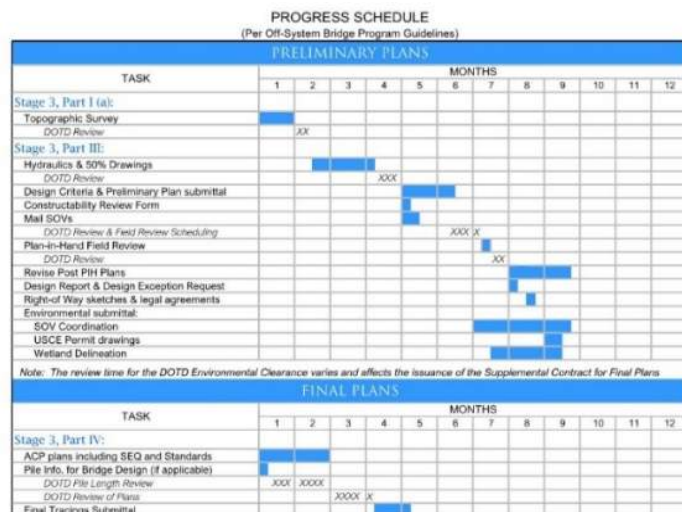 PROGRESS SCHEDULE
(Per Off-System Bridge Program Guidelines)
PRELIMINARY PLANS
TASK
MONTHS
1 2 3 4 5 6 7 8 9 10 11 12
Stage 3, Part I (a):
Topographic Survey
DOTD Review XX
Stage 3, Part III:
Hydraulics & 50% Drawings
DOTD Review XXX
Design Criteria & Preliminary Plan submittal
Constructability Review Form
Mail SOVs
DOTD Review & Field Review Scheduling XXX X
Plan-in-Hand Field Review
DOTD Review XX
Revise Post PIH Plans
Design Report & Design Exception Request
Right-of Way sketches & legal agreements
Environmental submittal:
SOV Coordination
USCE Permit drawings
Wetland Delineation
Note: The review time for the DOTD Environmental Clearance varies and affects the issuance of the Supplemental Contract for Final Plans
FINAL PLANS
TASK
MONTHS
1 2 3 4 5 6 7 8 9 10 11 12
Stage 3, Part IV:
ACP plans including SEQ and Standards
Pile Info. for Bridge Design (if applicable)
DOTD Pile Length Review XXX XXXX
DOTD Review of Plans XXXX X
Final Tracings Submittal